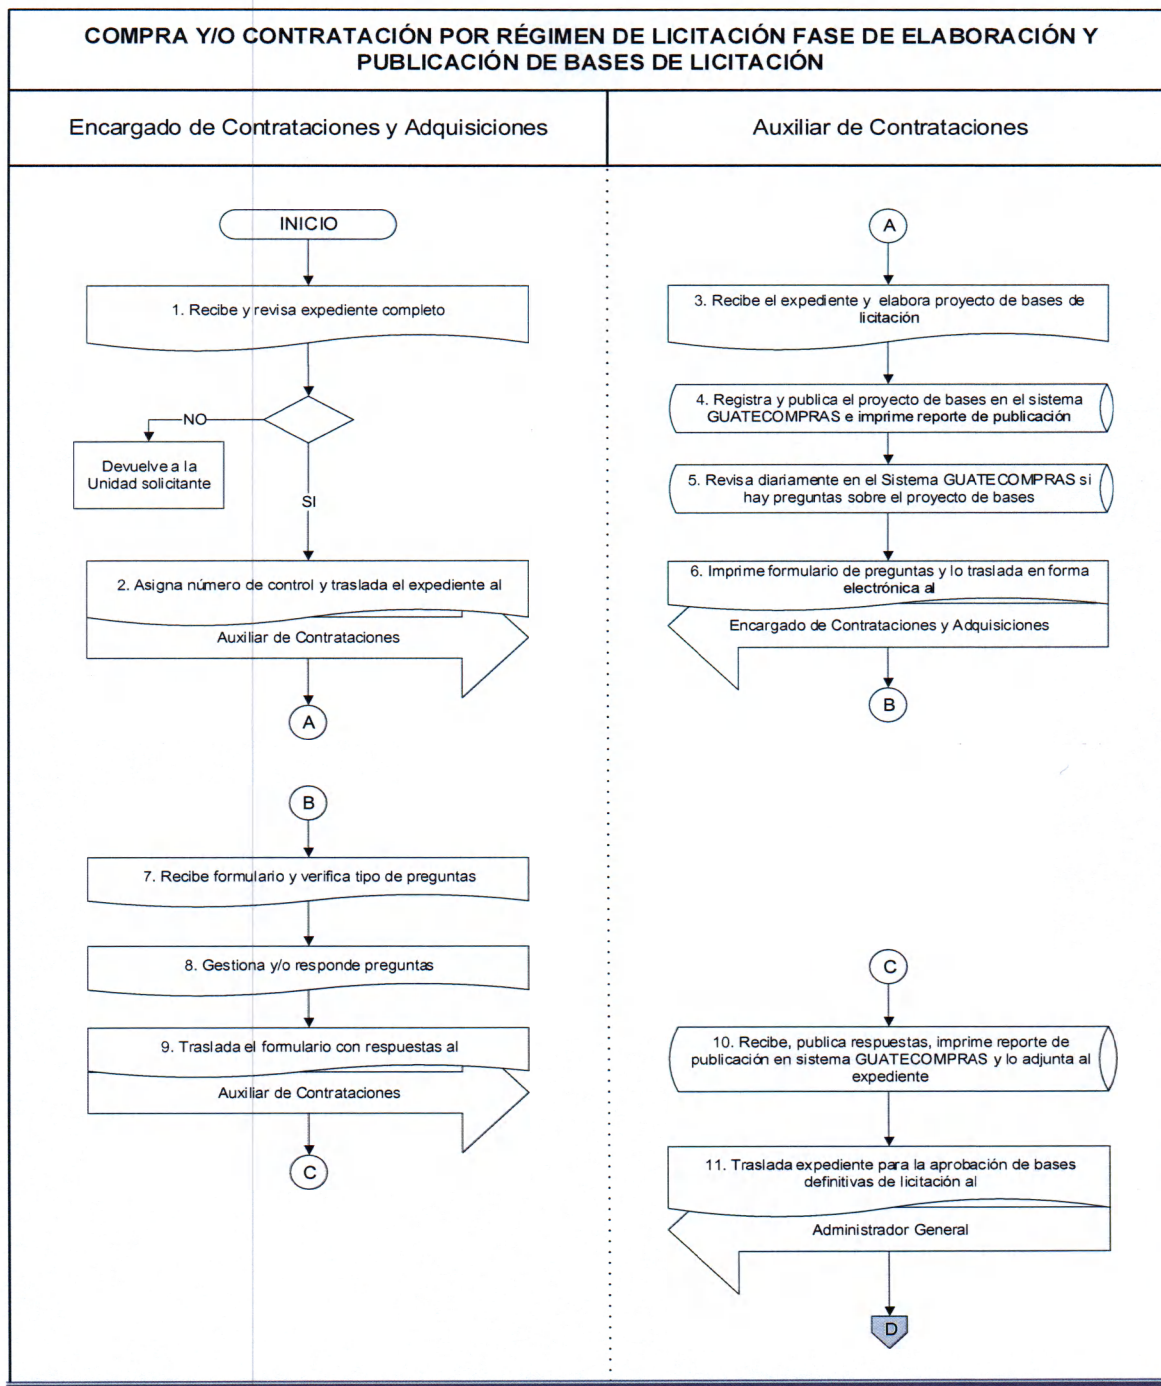 COMPRA Y/O CONTRATACIÓN POR RÉGIMEN DE LICITACIÓN FASE DE ELABORACIÓN Y
PUBLICACIÓN DE BASES DE LICITACIÓN
Encargado de Contrataciones y Adquisiciones
Auxiliar de Contrataciones
INICIO
1. Recibe y revisa expediente completo
NO
Devuelve a la
Unidad solicitante
SI
2. Asigna número de control y traslada el expediente al
Auxiliar de Contrataciones
A
A
3. Recibe el expediente y elabora proyecto de bases de
licitación
4. Registra y publica el proyecto de bases en el sistema
GUATECOMPRAS e imprime reporte de publicación
5. Revisa diariamente en el Sistema GUATECOMPRAS si
hay preguntas sobre el proyecto de bases
6. Imprime formulario de preguntas y lo traslada en forma
electrónica al
Encargado de Contrataciones y Adquisiciones
B
B
7. Recibe formulario y verifica tipo de preguntas
8. Gestiona y/o responde preguntas
9. Traslada el formulario con respuestas al
Auxiliar de Contrataciones
C
C
10. Recibe, publica respuestas, imprime reporte de
publicación en sistema GUATECOMPRAS y lo adjunta al
expediente
11. Traslada expediente para la aprobación de bases
definitivas de licitación al
Administrador General
D